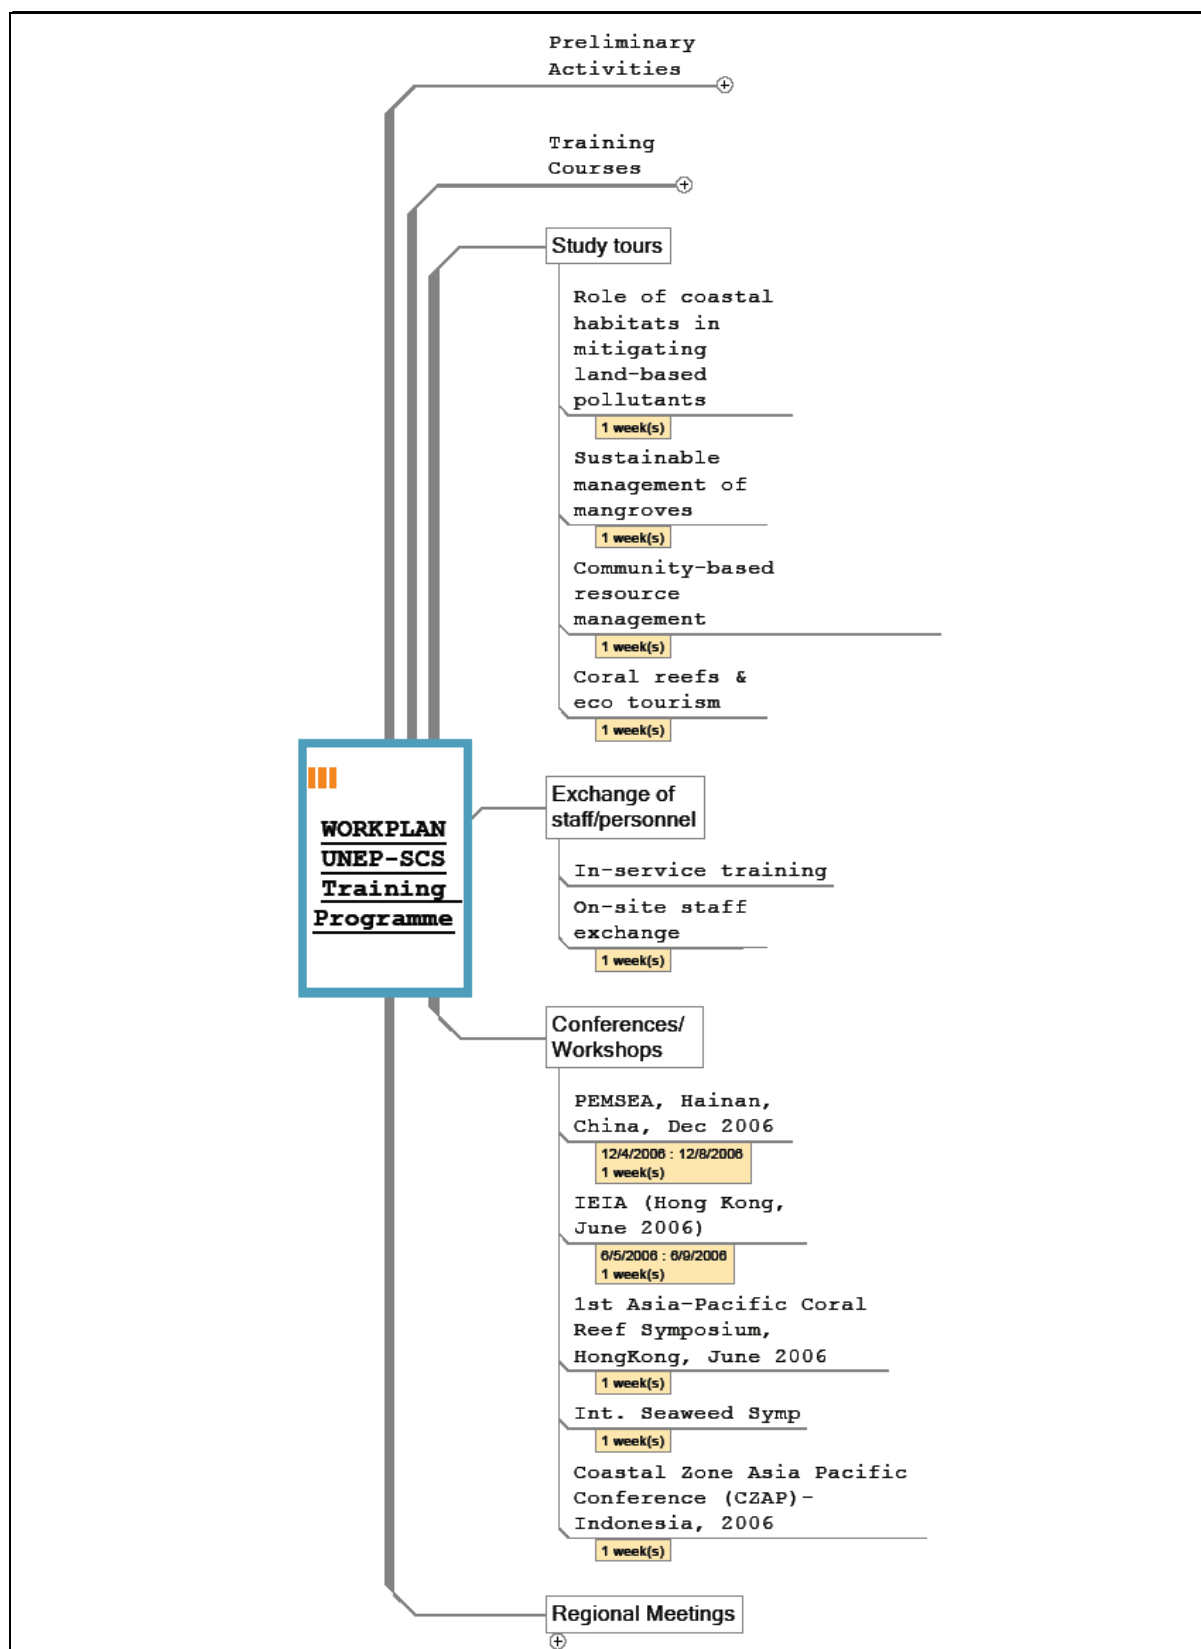 Preliminary
Activities
Training
Courses
Study tours
Role of coastal
habitats in
mitigating
land-based
pollutants
1 week(s)
Sustainable
management of
mangroves
1 week(s)
Community-based
resource
management
1 week(s)
Coral reefs &
eco tourism
1 week(s)
WORKPLAN
UNEP-SCS
Training
Programme
Exchange of
staff/personnel
In-service training
On-site staff
exchange
1 week(s)
Conferences/
Workshops
PEMSEA, Hainan,
China, Dec 2006
12/4/2006 : 12/8/2006
1 week(s)
IEIA (Hong Kong,
June 2006)
6/5/2006 : 6/9/2006
1 week(s)
1st Asia-Pacific Coral
Reef Symposium,
HongKong, June 2006
1 week(s)
Int. Seaweed Symp
1 week(s)
Coastal Zone Asia Pacific
Conference (CZAP)-
Indonesia, 2006
1 week(s)
Regional Meetings